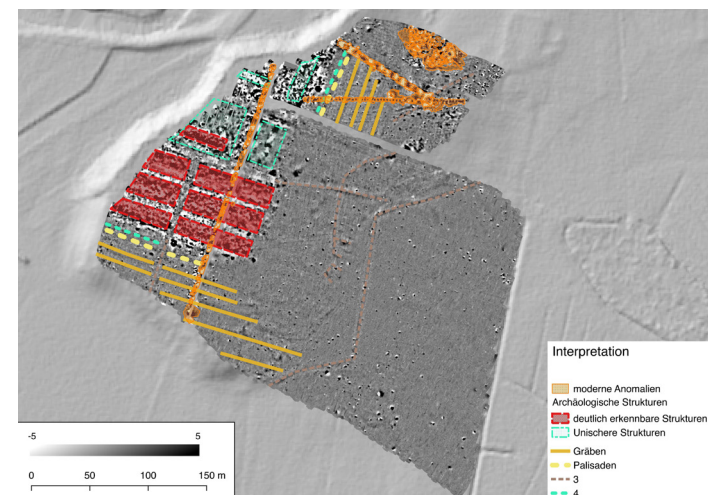 Interpretation
moderne Anomalien
Archäologische Strukturen
deutlich erkennbare Strukturen
Unischere Strukturen
Gräben
Palisaden
3
4
-5 5
0 50 100 150 m